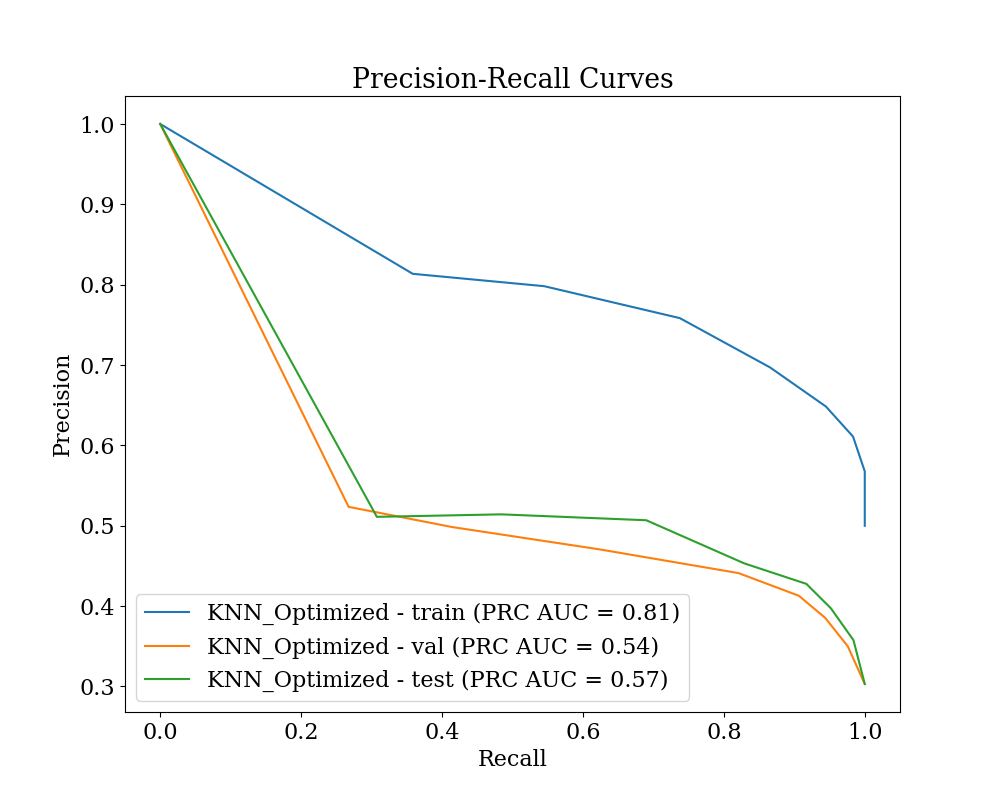 Precision-Recall Curves
Precision
1.0
0.9
0.8
0.7
0.6
0.5
0.4
0.3
KNN_Optimized - train (PRC AUC = 0.81)
KNN_Optimized - val (PRC AUC = 0.54)
KNN_Optimized - test (PRC AUC = 0.57)
0.0 0.2 0.4 0.6 0.8 1.0
Recall